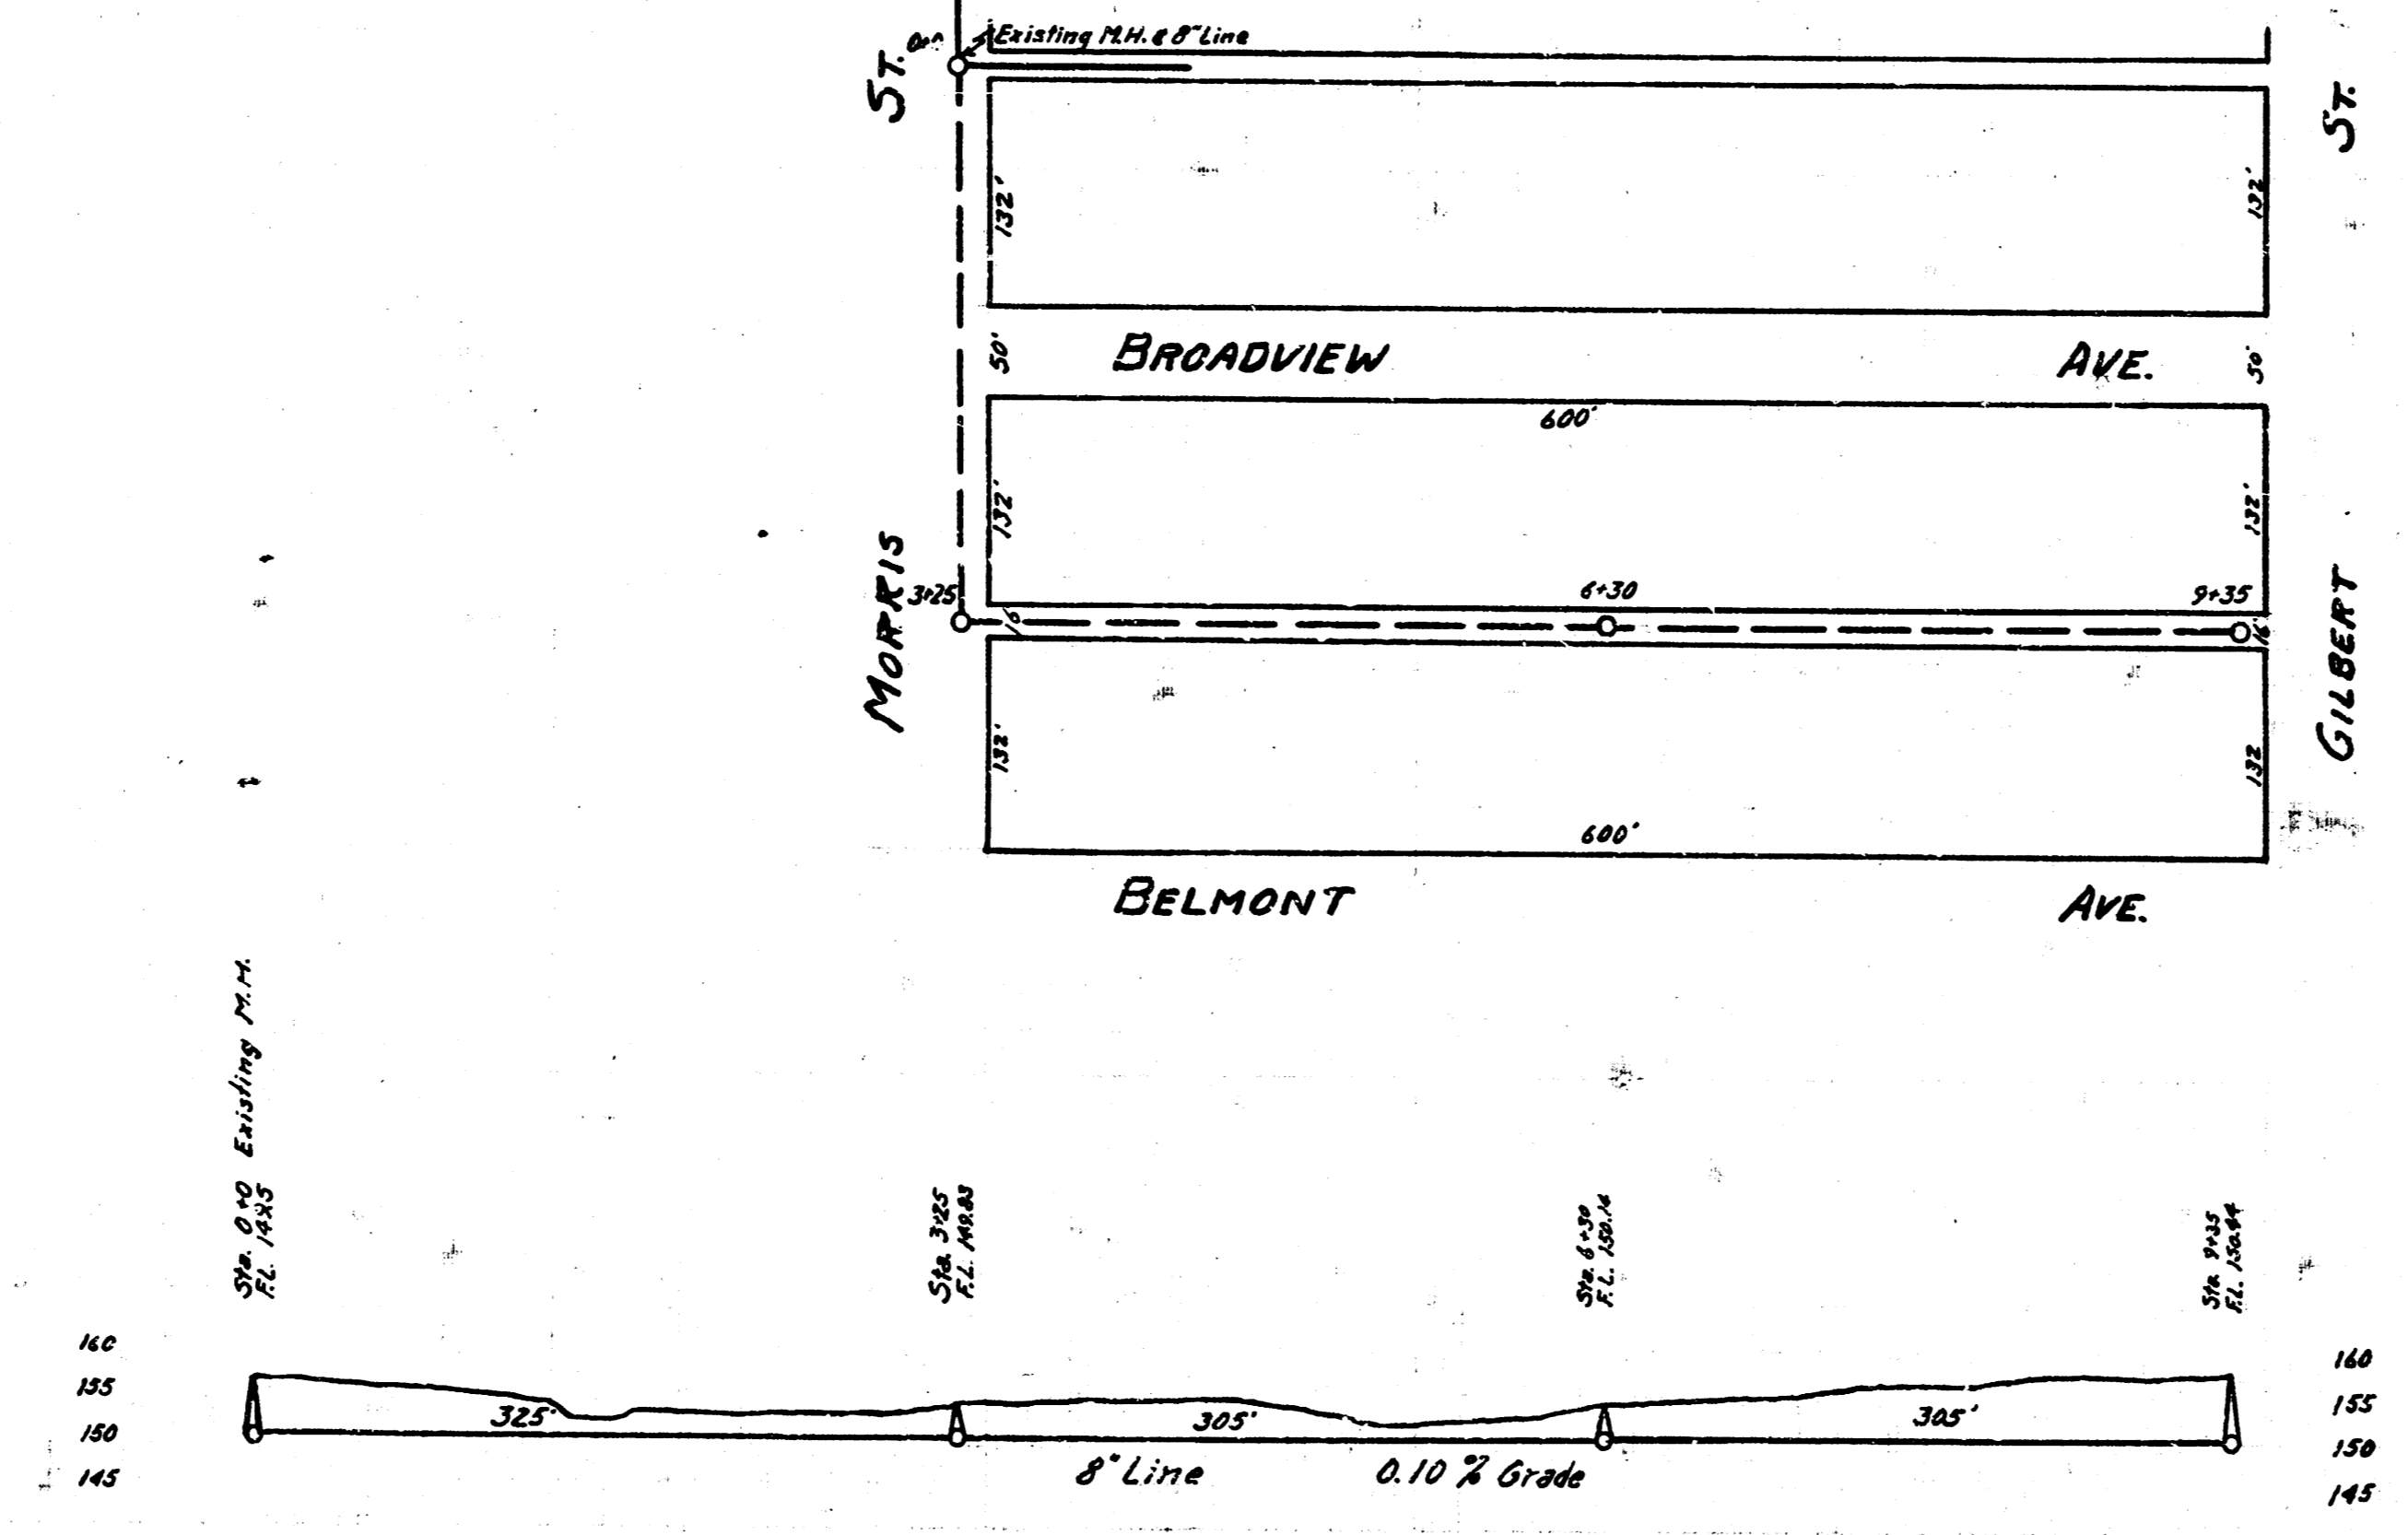 Existing M.H. & 8" Line
ST.
ST.
132'
132'
50'
BROADVIEW AVE.
50'
600'
132'
132'
MORRIS
3+25
6+30
9+35
16'
16'
GILBERT
132'
132
600'
BELMONT AVE.
Sta. 0+0 Existing M.H.
F.L.
Sta. 3+25
F.L. 149.83
Sta. 6+30
F.L. 150.14
Sta. 9+35
F.L. 150.44
160
160
155
155
325'
305'
305'
150
150
8" Line 0.10 % Grade
145
145